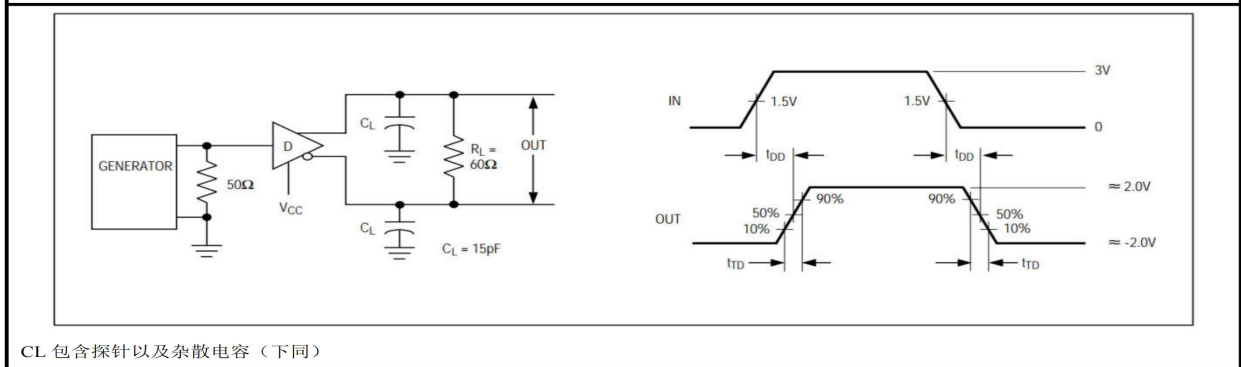 GENERATOR
50Ω
D
VCC
CL
CL
RL =
60Ω
OUT
CL = 15pF
IN
1.5V
1.5V
3V
0
tDD
tDD
OUT
90%
50%
10%
90%
50%
10%
≈ 2.0V
≈ -2.0V
tTD
tTD
CL 包含探针以及杂散电容（下同）